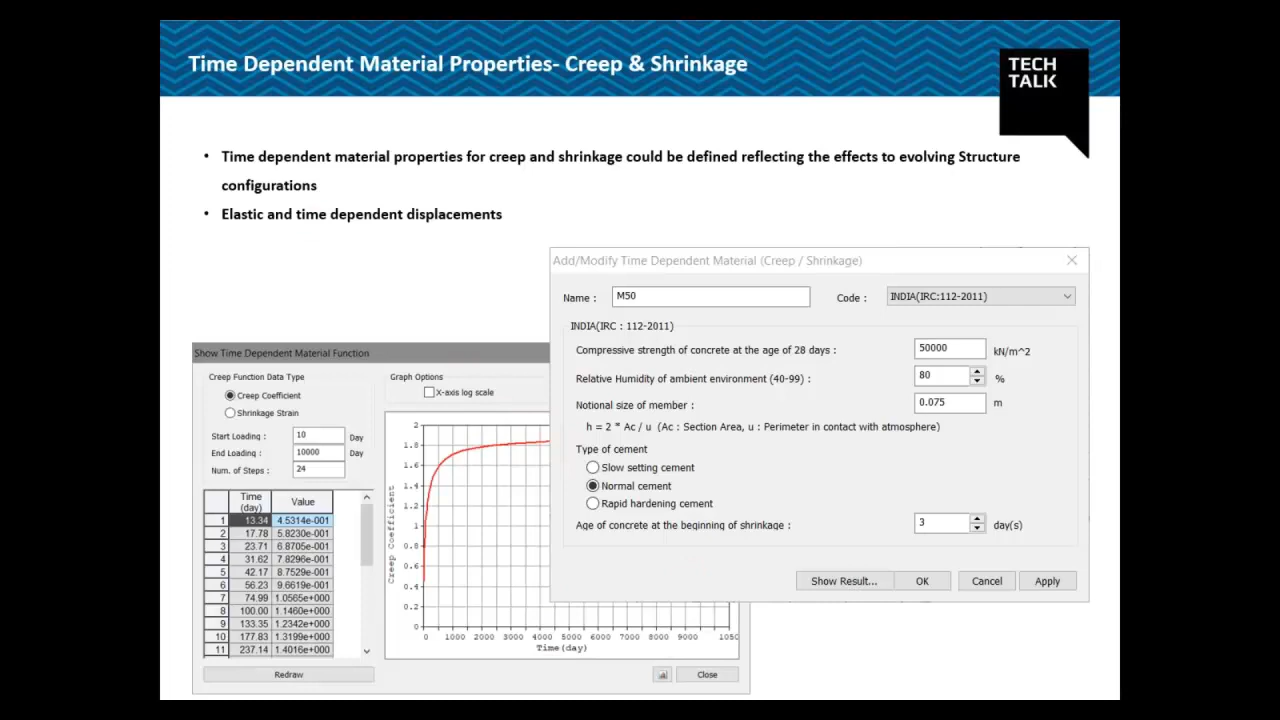 Time Dependent Material Properties- Creep & Shrinkage
TECH
TALK
• Time dependent material properties for creep and shrinkage could be defined reflecting the effects to evolving Structure
configurations
• Elastic and time dependent displacements
Add/Modify Time Dependent Material (Creep / Shrinkage)
Name : M50 Code : INDIA(IRC:112-2011)
INDIA(IRC : 112-2011)
Compressive strength of concrete at the age of 28 days : 50000 kN/m^2
Relative Humidity of ambient environment (40-99) : 80 %
Notional size of member : 0.075 m
h = 2 * Ac / u (Ac : Section Area, u : Perimeter in contact with atmosphere)
Type of cement
Slow setting cement
Normal cement
Rapid hardening cement
Age of concrete at the beginning of shrinkage : 3 day(s)
Show Result... OK Cancel Apply
Show Time Dependent Material Function
Creep Function Data Type
Creep Coefficient
Shrinkage Strain
Start Loading : 10 Day
End Loading : 10000 Day
Num. of Steps : 24
Time
(day) Value
1 13.34 4.5314e-001
2 17.78 5.8230e-001
3 23.71 6.8705e-001
4 31.62 7.8296e-001
5 42.17 8.7529e-001
6 56.23 9.6619e-001
7 74.99 1.0565e+000
8 100.00 1.1460e+000
9 133.35 1.2342e+000
10 177.83 1.3199e+000
11 237.14 1.4016e+000
Redraw
Graph Options
X-axis log scale
Creep Coefficient
2
1.8
1.6
1.4
1.2
1
0.8
0.6
0.4
0.2
0
0 1000 2000 3000 4000 5000 6000 7000 8000 9000 1050
Time(day)
Close